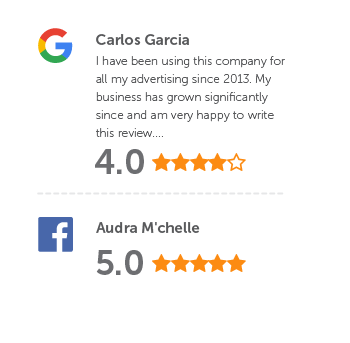 Carlos Garcia
I have been using this company for
all my advertising since 2013. My
business has grown significantly
since and am very happy to write
this review....
4.0
Audra M'chelle
5.0